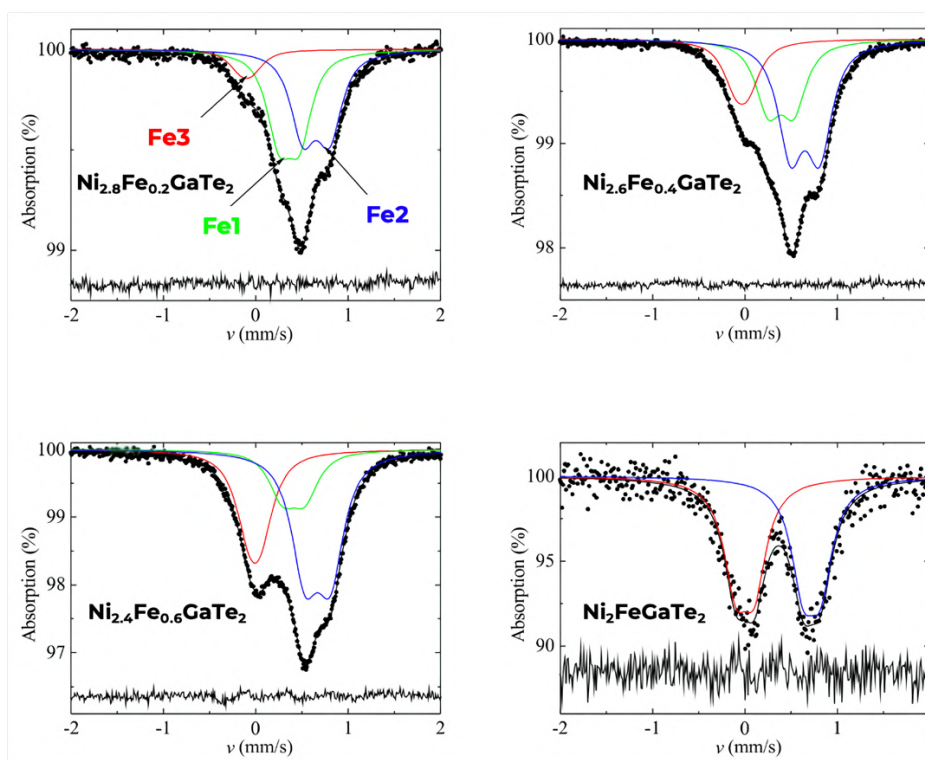 100
Fe3
Absorption (%)
Ni₂.₈Fe₀.₂GaTe₂
Fe2
Fe1
99
-2 -1 0 1 2
v (mm/s)
100
99
Absorption (%)
Ni₂.₆Fe₀.₄GaTe₂
98
-2 -1 0 1
v (mm/s)
100
99
Absorption (%)
98
Ni₂.₄Fe₀.₆GaTe₂
97
-2 -1 0 1 2
v (mm/s)
100
95
Absorption (%)
Ni₂FeGaTe₂
90
-2 -1 0 1
v (mm/s)